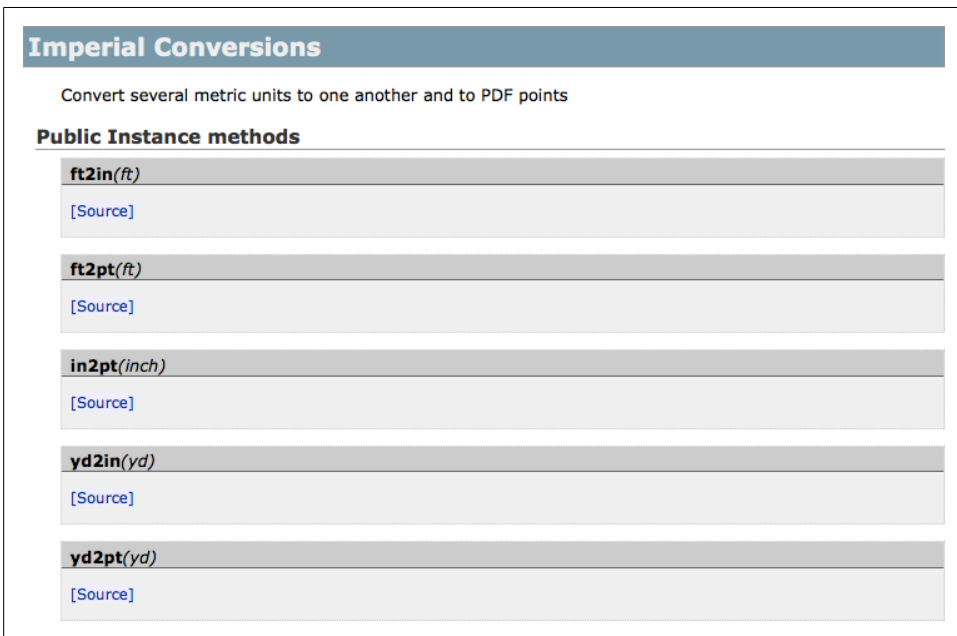 Imperial Conversions
Convert several metric units to one another and to PDF points
Public Instance methods
ft2in(ft)
[Source]
ft2pt(ft)
[Source]
in2pt(inch)
[Source]
yd2in(yd)
[Source]
yd2pt(yd)
[Source]